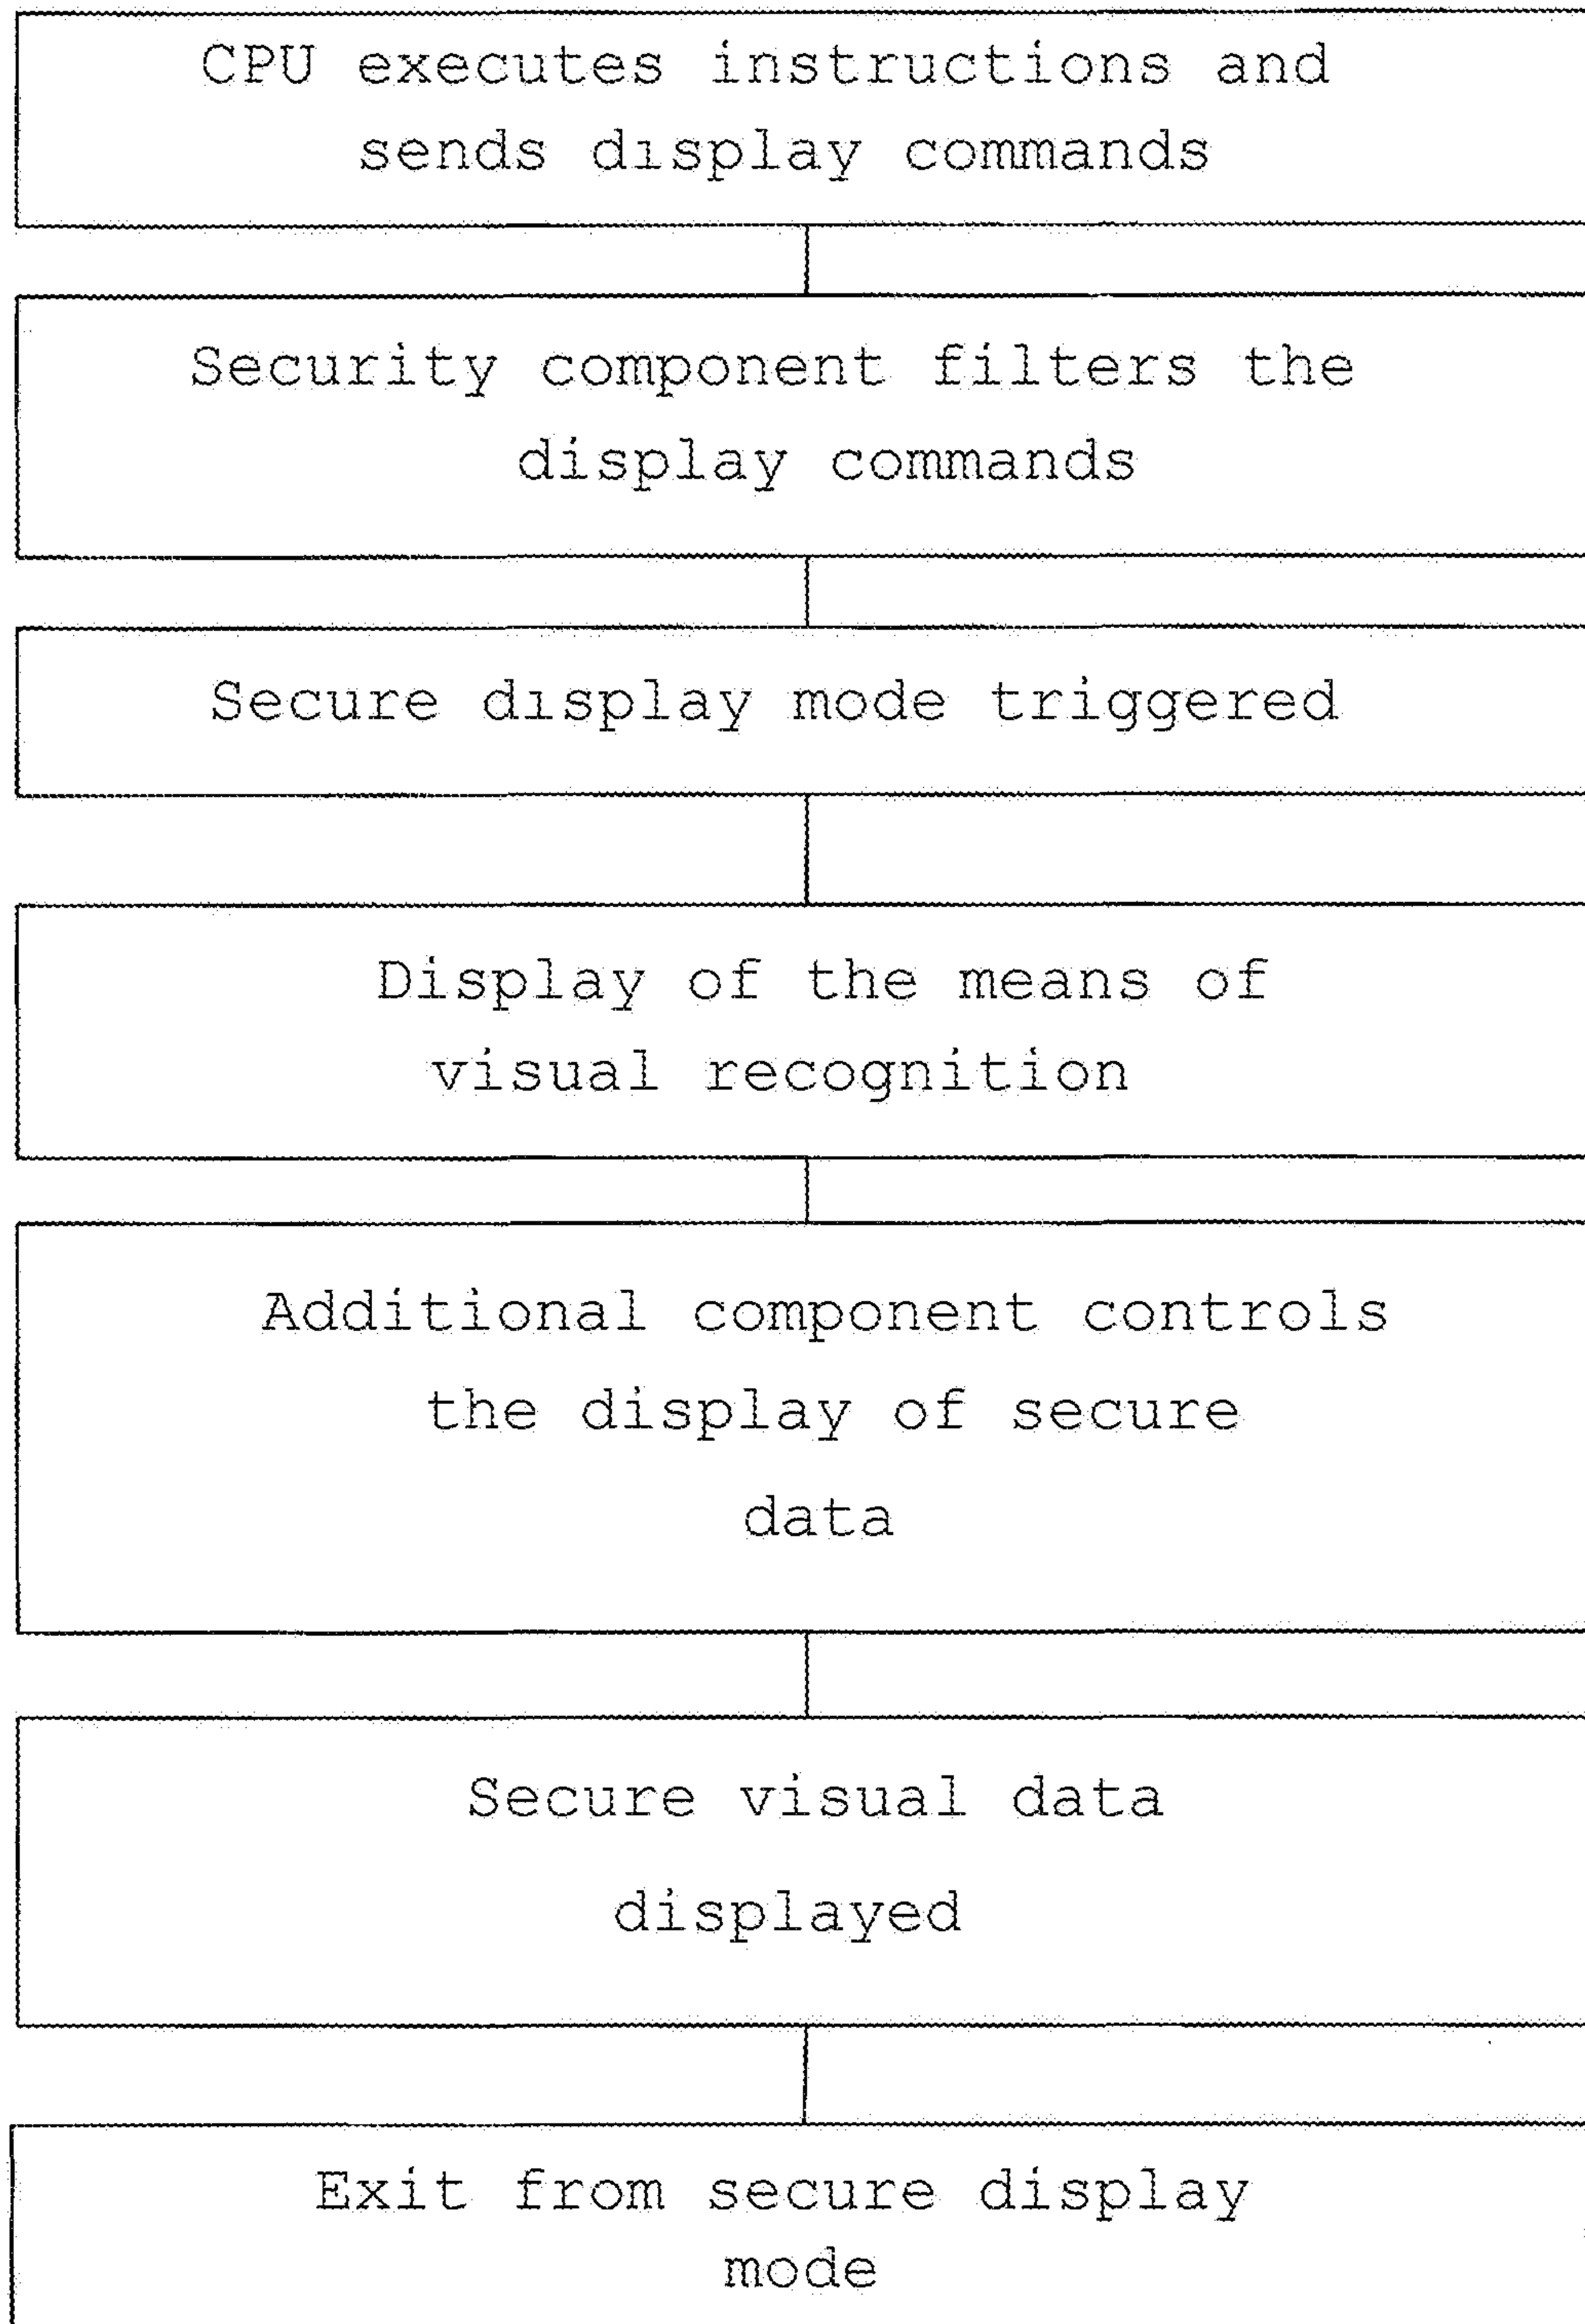 CPU executes instructions and
sends display commands
Security component filters the
display commands
Secure display mode triggered
Display of the means of
visual recognition
Additional component controls
the display of secure
data
Secure visual data
displayed
Exit from secure display
mode